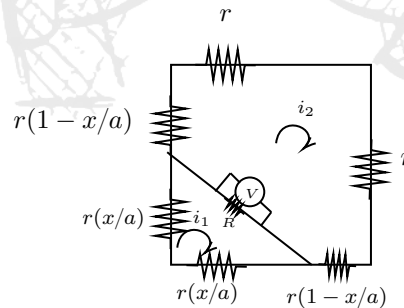 r
r(1 − x/a)
i₂
r
V
r(x/a)
i₁
R
r(x/a)
r(1 − x/a)